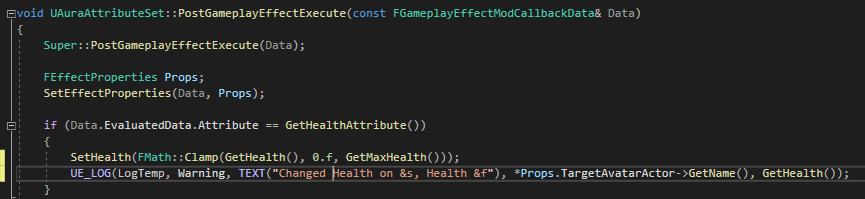 void UAuraAttributeSet::PostGameplayEffectExecute(const FGameplayEffectModCallbackData& Data)
{
Super::PostGameplayEffectExecute(Data);
FEffectProperties Props;
SetEffectProperties(Data, Props);
if (Data.EvaluatedData.Attribute == GetHealthAttribute())
{
SetHealth(FMath::Clamp(GetHealth(), 0.f, GetMaxHealth()));
UE_LOG(LogTemp, Warning, TEXT("Changed Health on &s, Health &f"), *Props.TargetAvatarActor->GetName(), GetHealth());
}